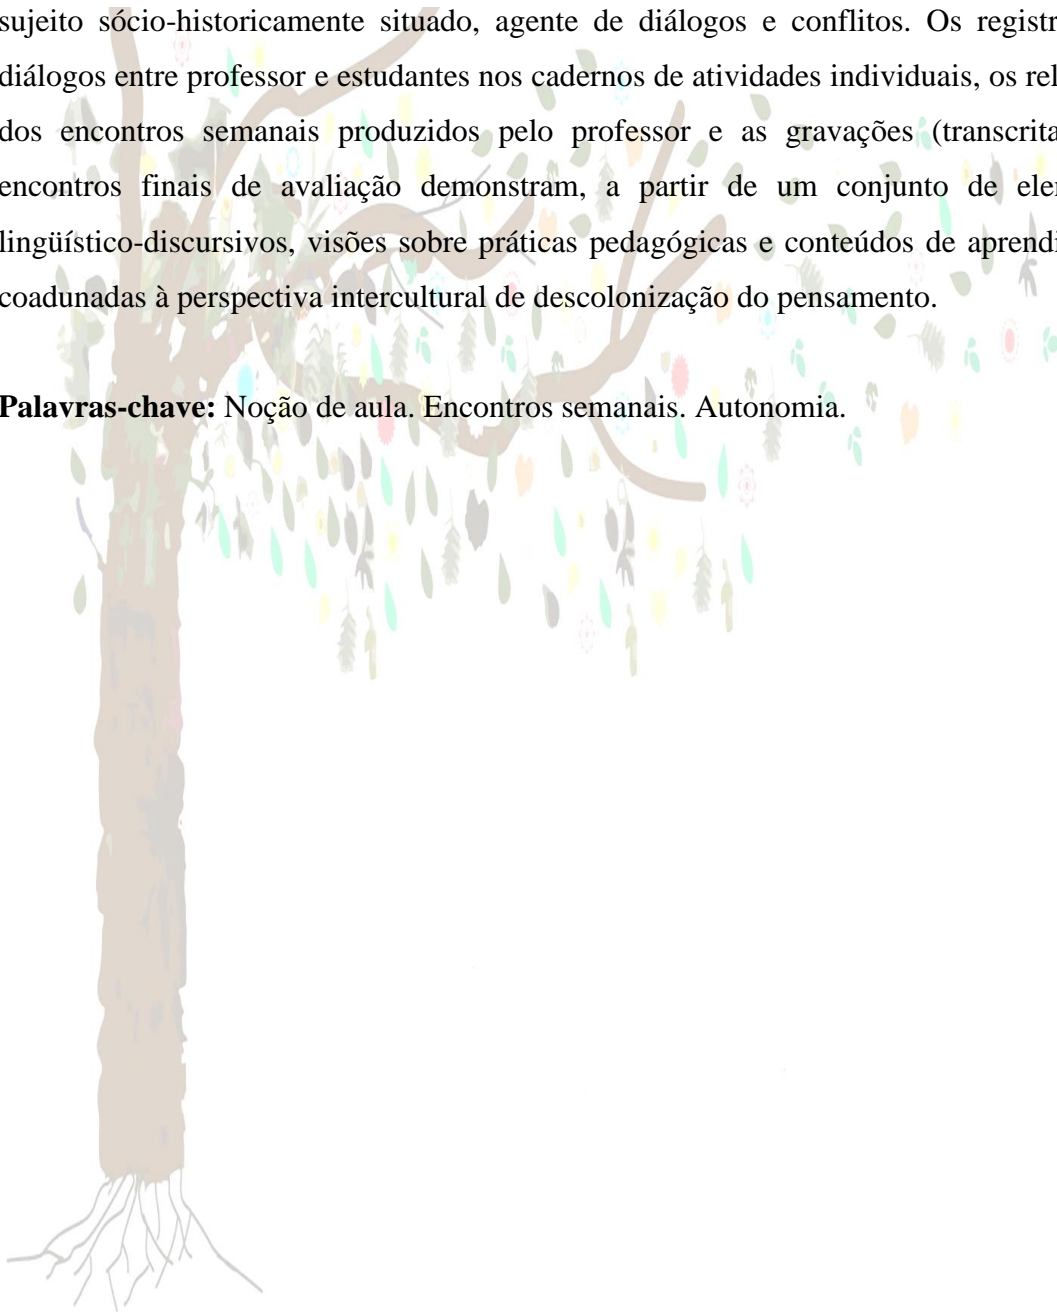 sujeito sócio-historicamente situado, agente de diálogos e conflitos. Os registr
diálogos entre professor e estudantes nos cadernos de atividades individuais, os rel
dos encontros semanais produzidos pelo professor e as gravações (transcrita
encontros finais de avaliação demonstram, a partir de um conjunto de eler
lingüístico-discursivos, visões sobre práticas pedagógicas e conteúdos de aprendi
coadunadas à perspectiva intercultural de descolonização do pensamento.
Palavras-chave: Noção de aula. Encontros semanais. Autonomia.